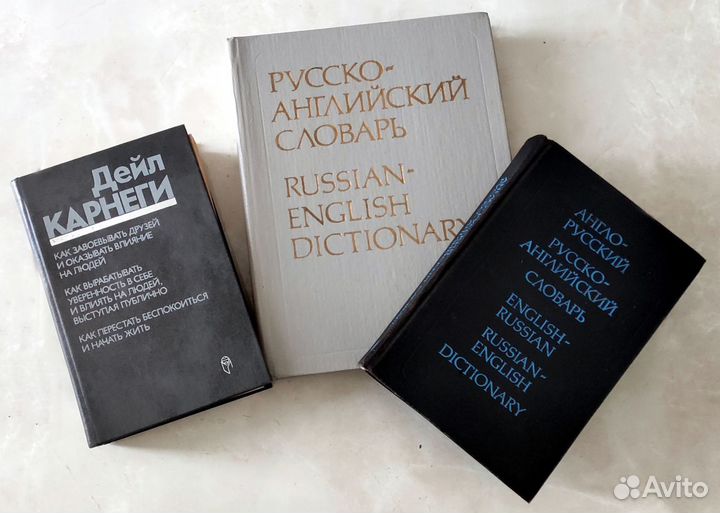 Дейл
КАРНЕГИ
КАК ЗАВОЕВЫВАТЬ ДРУЗЕЙ
И ОКАЗЫВАТЬ ВЛИЯНИЕ
НА ЛЮДЕЙ
КАК ВЫРАБАТЫВАТЬ
УВЕРЕННОСТЬ В СЕБЕ
И ВЛИЯТЬ НА ЛЮДЕЙ,
ВЫСТУПАЯ ПУБЛИЧНО
КАК ПЕРЕСТАТЬ БЕСПОКОИТЬСЯ
И НАЧАТЬ ЖИТЬ
РУССКО-
АНГЛИЙСКИЙ
СЛОВАРЬ
RUSSIAN-
ENGLISH
DICTIONARY
АНГЛО-
РУССКИЙ
РУССКО-
АНГЛИЙСКИЙ
СЛОВАРЬ
ENGLISH-
RUSSIAN
RUSSIAN-
ENGLISH
DICTIONARY
Avito